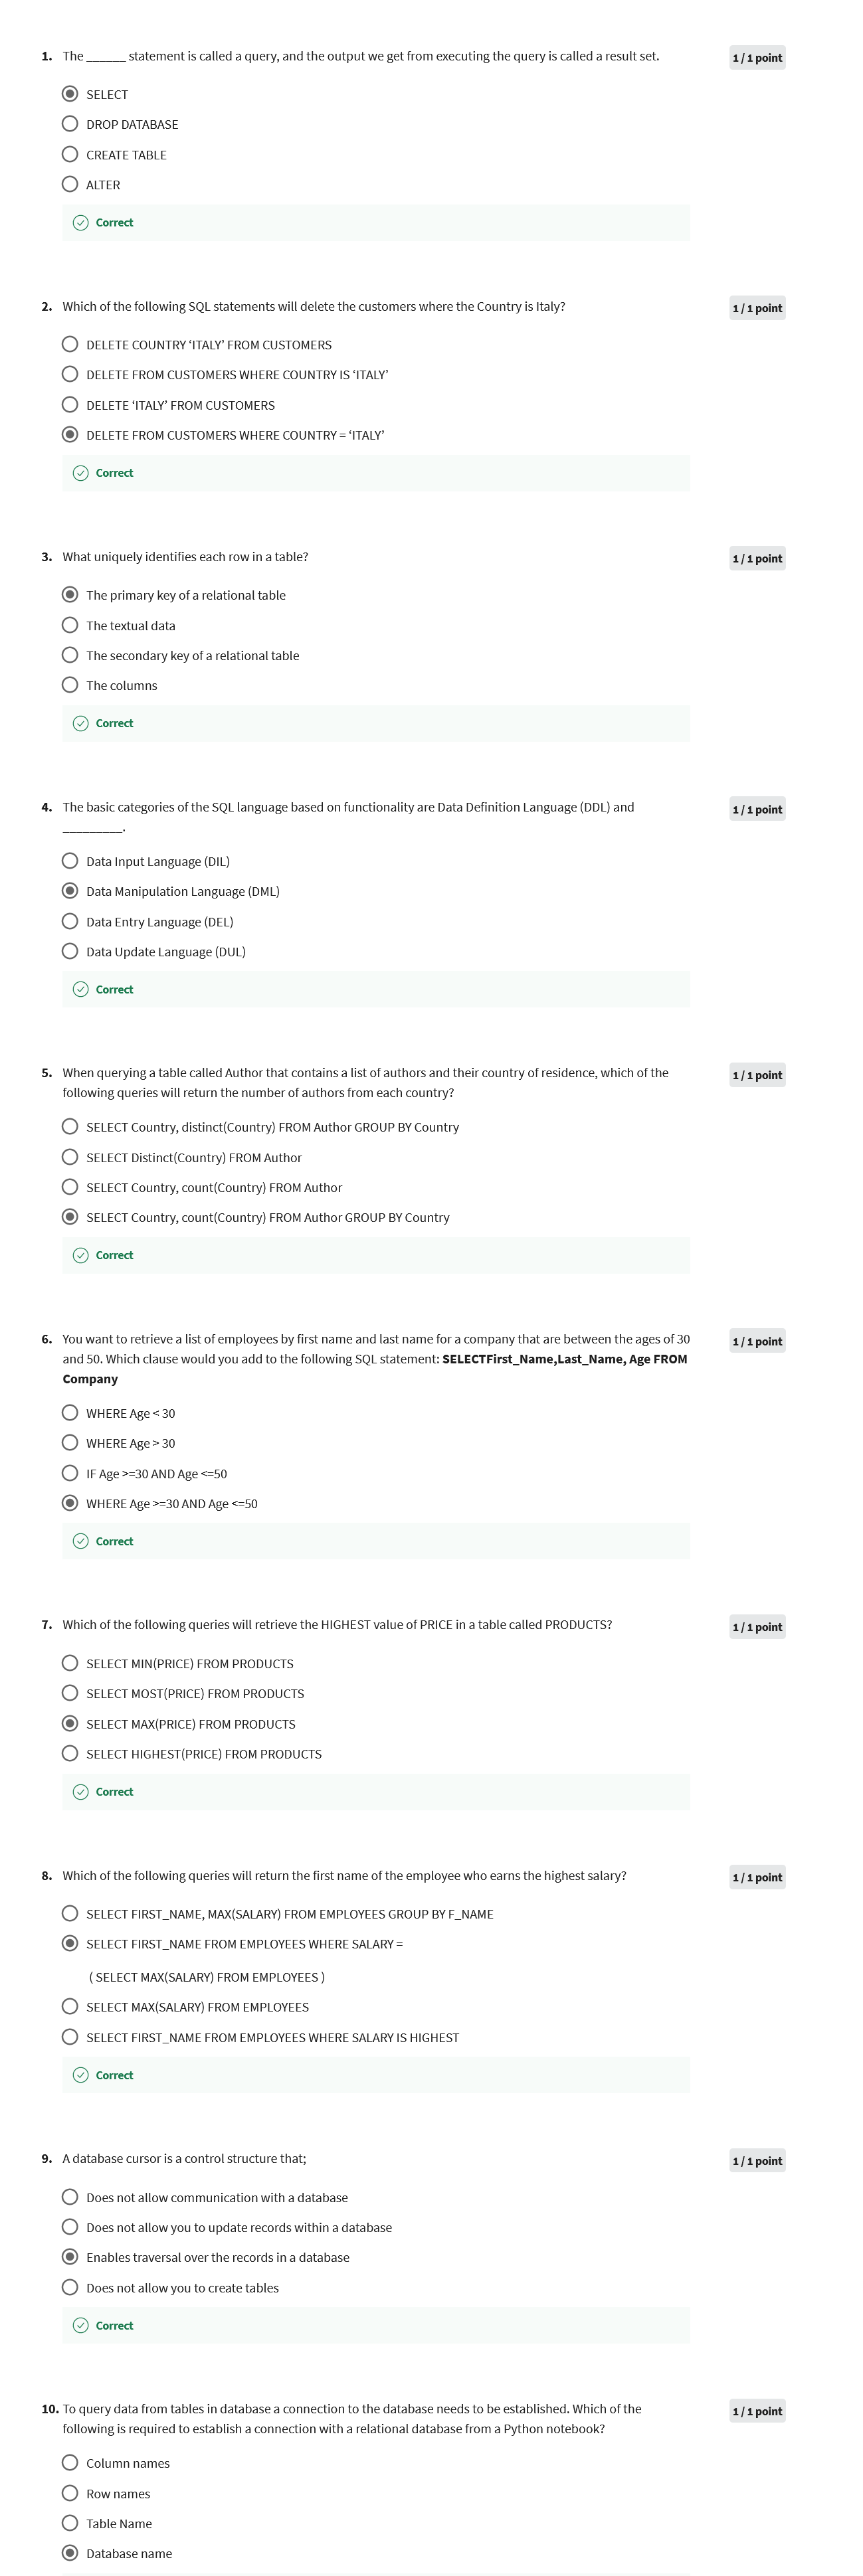 1. The ______ statement is called a query, and the output we get from executing the query is called a result set.
1 / 1 point
SELECT
DROP DATABASE
CREATE TABLE
ALTER
Correct
2. Which of the following SQL statements will delete the customers where the Country is Italy?
1 / 1 point
DELETE COUNTRY ‘ITALY’ FROM CUSTOMERS
DELETE FROM CUSTOMERS WHERE COUNTRY IS ‘ITALY’
DELETE ‘ITALY’ FROM CUSTOMERS
DELETE FROM CUSTOMERS WHERE COUNTRY = ‘ITALY’
Correct
3. What uniquely identifies each row in a table?
1 / 1 point
The primary key of a relational table
The textual data
The secondary key of a relational table
The columns
Correct
4. The basic categories of the SQL language based on functionality are Data Definition Language (DDL) and
_________.
1 / 1 point
Data Input Language (DIL)
Data Manipulation Language (DML)
Data Entry Language (DEL)
Data Update Language (DUL)
Correct
5. When querying a table called Author that contains a list of authors and their country of residence, which of the
following queries will return the number of authors from each country?
1 / 1 point
SELECT Country, distinct(Country) FROM Author GROUP BY Country
SELECT Distinct(Country) FROM Author
SELECT Country, count(Country) FROM Author
SELECT Country, count(Country) FROM Author GROUP BY Country
Correct
6. You want to retrieve a list of employees by first name and last name for a company that are between the ages of 30
and 50. Which clause would you add to the following SQL statement: SELECTFirst_Name,Last_Name, Age FROM
Company
1 / 1 point
WHERE Age < 30
WHERE Age > 30
IF Age >=30 AND Age <=50
WHERE Age >=30 AND Age <=50
Correct
7. Which of the following queries will retrieve the HIGHEST value of PRICE in a table called PRODUCTS?
1 / 1 point
SELECT MIN(PRICE) FROM PRODUCTS
SELECT MOST(PRICE) FROM PRODUCTS
SELECT MAX(PRICE) FROM PRODUCTS
SELECT HIGHEST(PRICE) FROM PRODUCTS
Correct
8. Which of the following queries will return the first name of the employee who earns the highest salary?
1 / 1 point
SELECT FIRST_NAME, MAX(SALARY) FROM EMPLOYEES GROUP BY F_NAME
SELECT FIRST_NAME FROM EMPLOYEES WHERE SALARY =
( SELECT MAX(SALARY) FROM EMPLOYEES )
SELECT MAX(SALARY) FROM EMPLOYEES
SELECT FIRST_NAME FROM EMPLOYEES WHERE SALARY IS HIGHEST
Correct
9. A database cursor is a control structure that;
1 / 1 point
Does not allow communication with a database
Does not allow you to update records within a database
Enables traversal over the records in a database
Does not allow you to create tables
Correct
10. To query data from tables in database a connection to the database needs to be established. Which of the
following is required to establish a connection with a relational database from a Python notebook?
1 / 1 point
Column names
Row names
Table Name
Database name